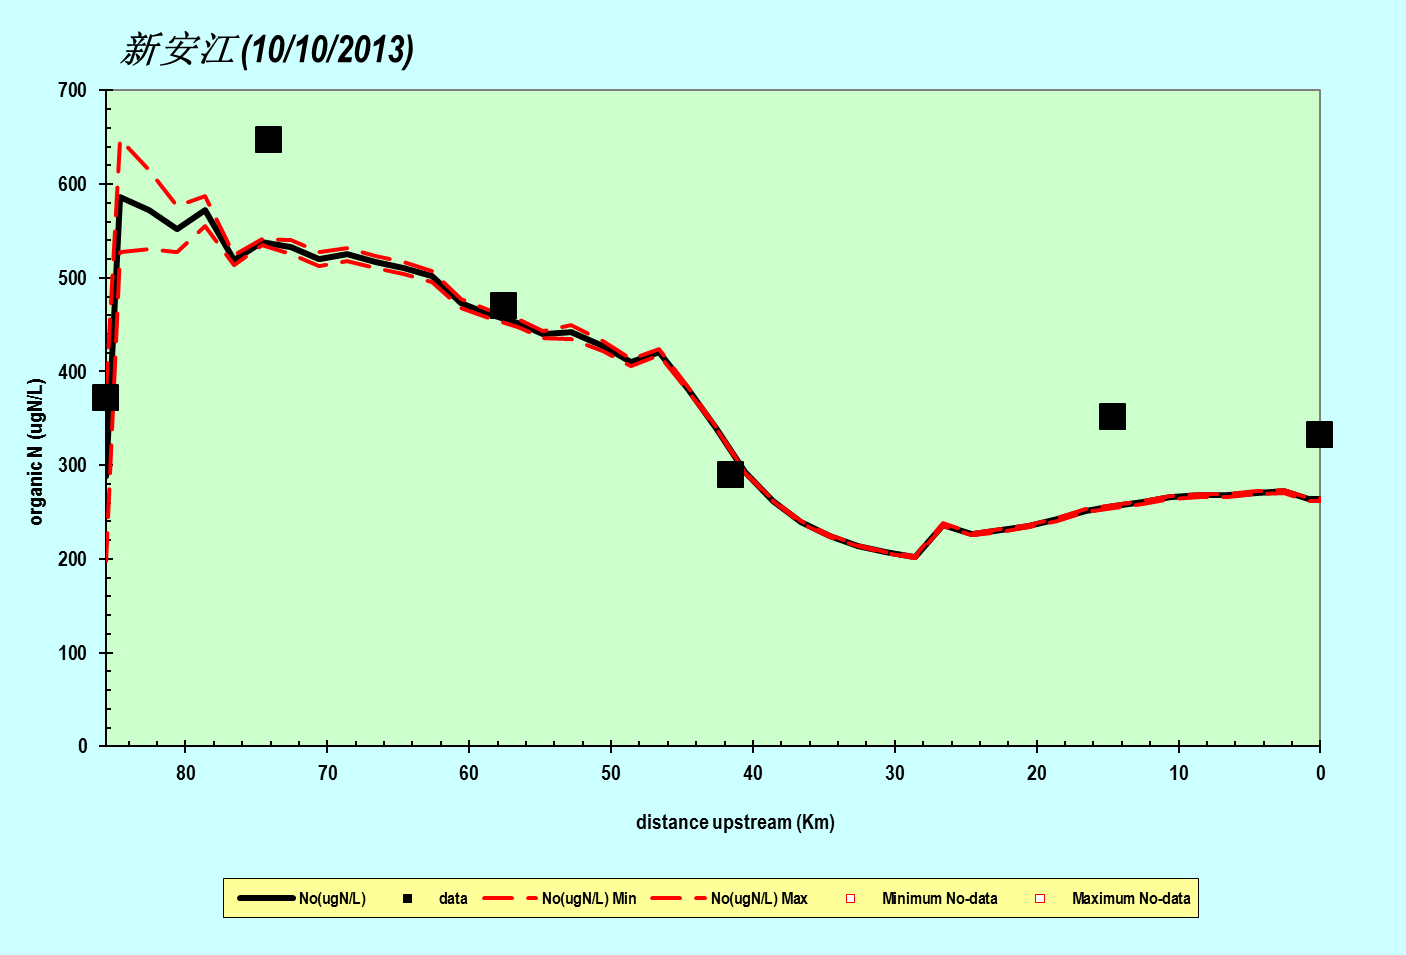 新安江(10/10/2013)
700
600
500
400
300
200
100
0
organic N (ugN/L)
80 70 60 50 40 30 20 10 0
distance upstream (Km)
No(ugN/L) data No(ugN/L) Min No(ugN/L) Max Minimum No-data Maximum No-data